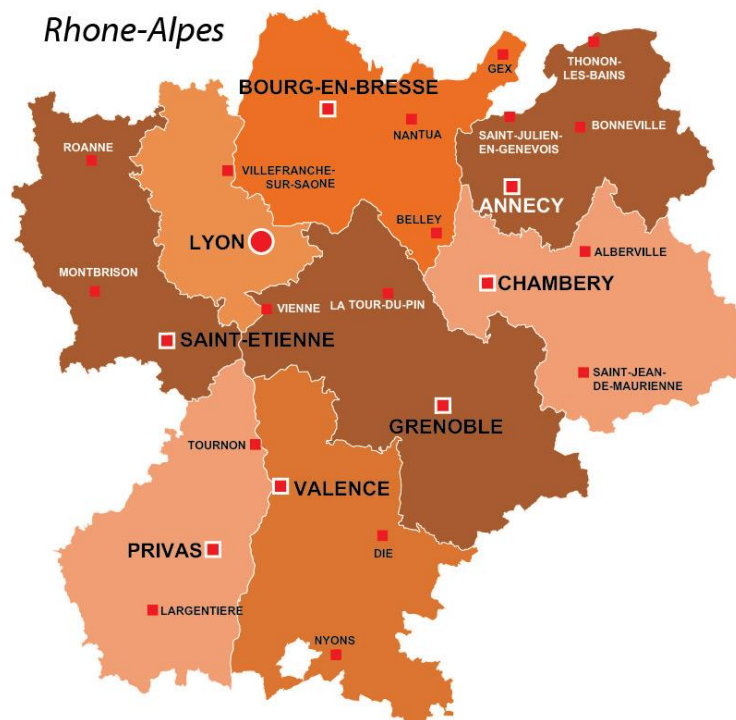 Rhone-Alpes
GEX
THONON-
LES-BAINS
BOURG-EN-BRESSE
NANTUA
SAINT-JULIEN-
EN-GENEVOIS
BONNEVILLE
ROANNE
VILLEFRANCHE-
SUR-SAONE
ANNECY
BELLEY
LYON
ALBERVILLE
MONTBRISON
CHAMBERY
VIENNE
LA TOUR-DU-PIN
SAINT-ETIENNE
SAINT-JEAN-
DE-MAURIENNE
GRENOBLE
TOURNON
VALENCE
PRIVAS
DIE
LARGENTIERE
NYONS